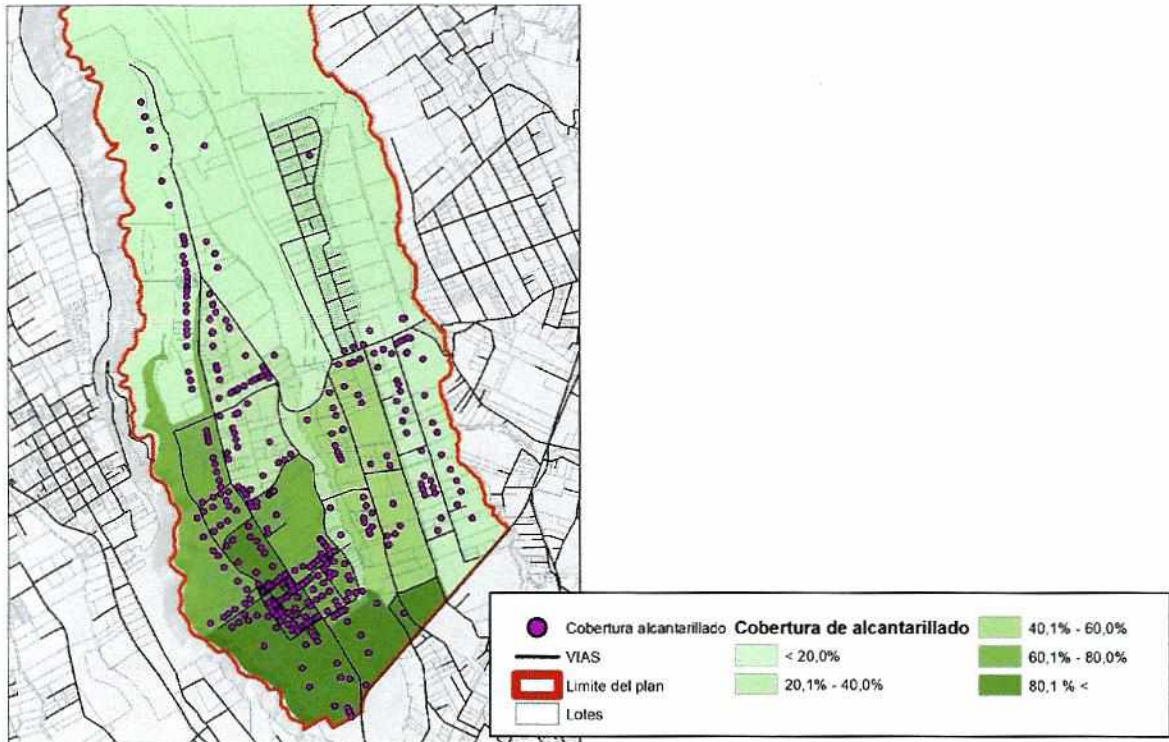 Cobertura alcantarillado
VIAS
Limite del plan
Lotes
Cobertura de alcantarillado
< 20,0%
20,1% - 40,0%
40,1% - 60,0%
60,1% - 80,0%
80,1 % <